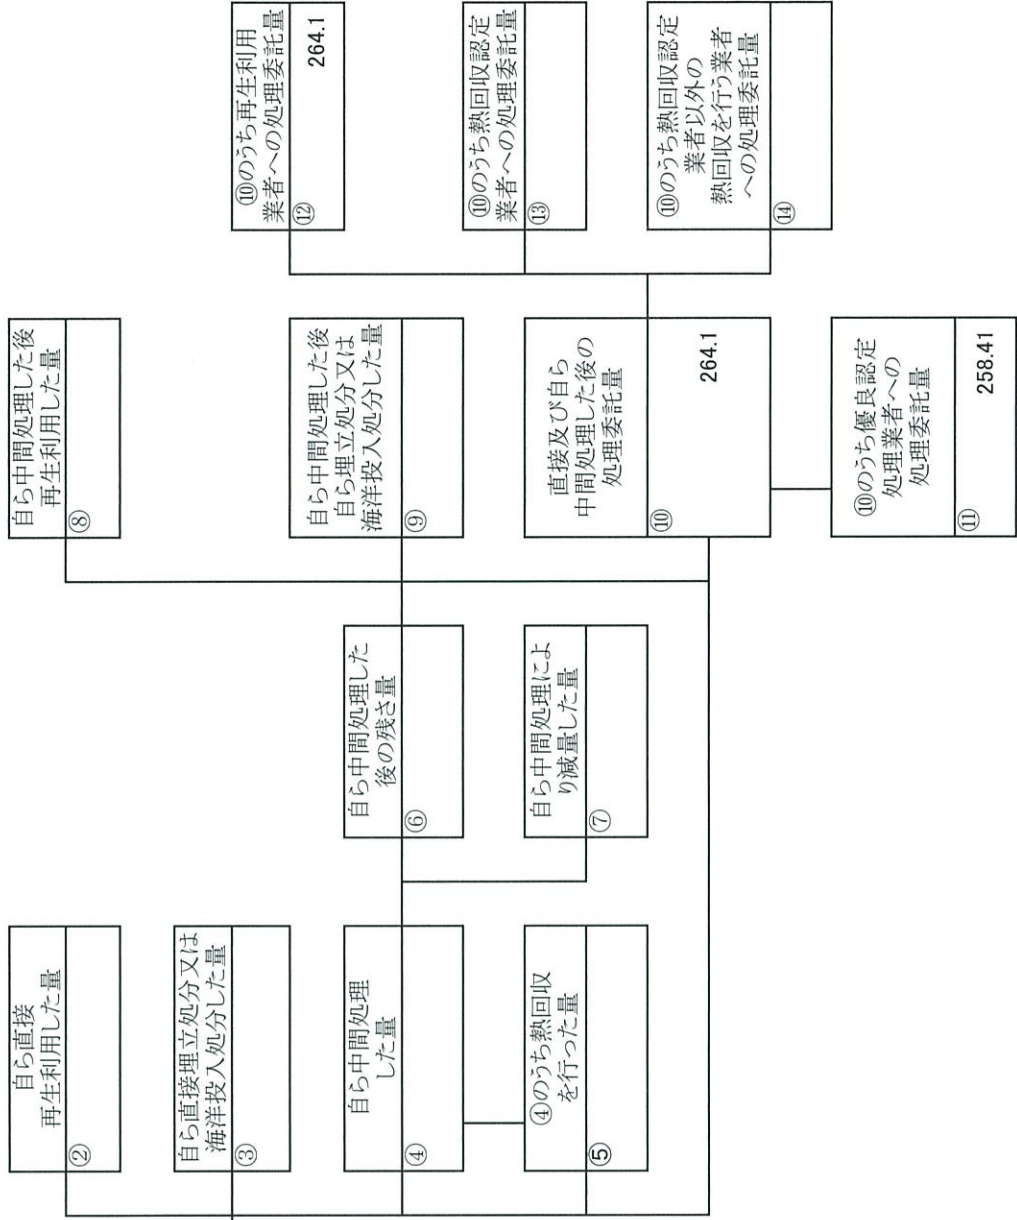 自ら直接
再生利用した量
②
自ら直接埋立処分又は
海洋投入処分した量
③
自ら中間処理
した量
④
④のうち熱回収
を行った量
⑤
自ら中間処理した
後の残さ量
⑥
自ら中間処理によ
り減量した量
⑦
自ら中間処理した後
再生利用した量
⑧
自ら中間処理した後
自ら埋立処分又は
海洋投入処分した量
⑨
直接及び自ら
中間処理した後の
処理委託量
⑩
264.1
⑩のうち優良認定
処理業者への
処理委託量
⑪
258.41
⑩のうち再生利用
業者への処理委託量
⑫
264.1
⑩のうち熱回収認定
業者への処理委託量
⑬
⑩のうち熱回収認定
業者以外の
熱回収を行う業者
への処理委託量
⑭